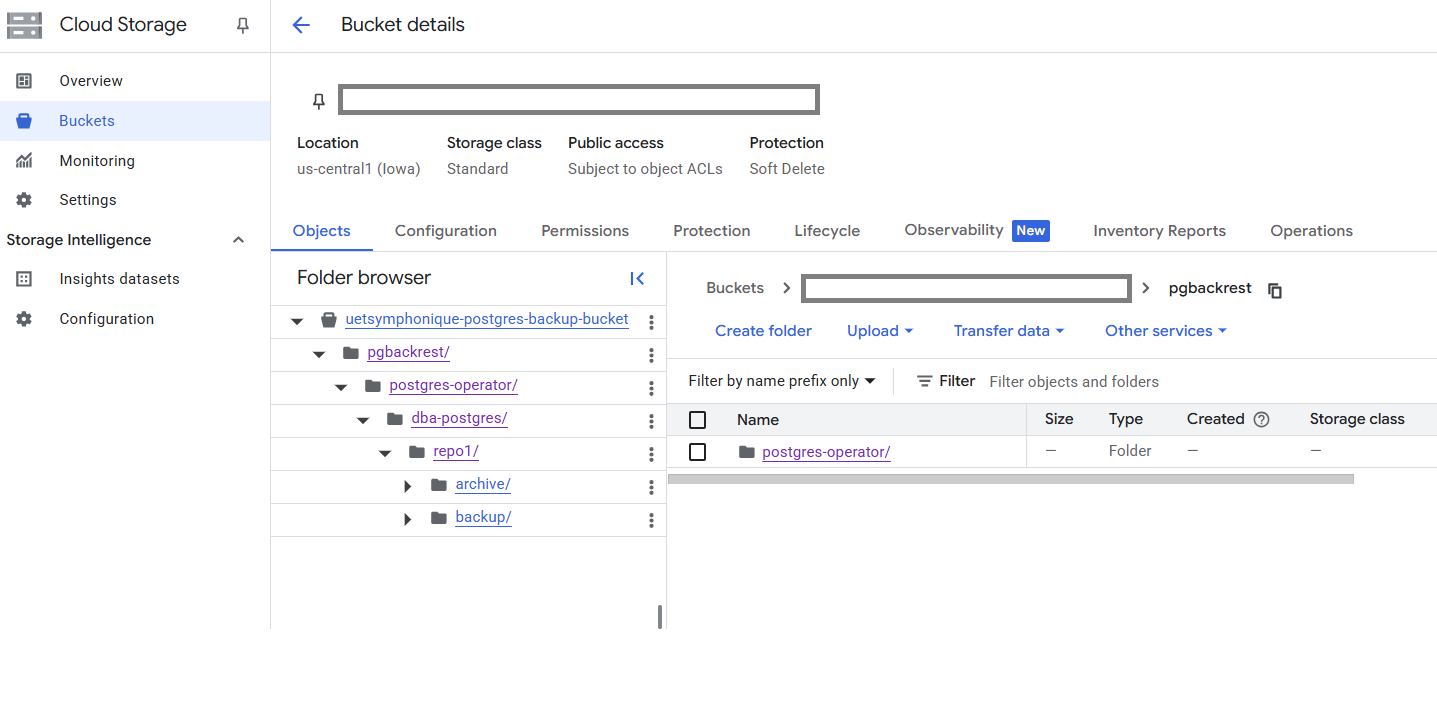 Cloud Storage
Bucket details
Overview
Buckets
Monitoring
Settings
Storage Intelligence
Insights datasets
Configuration
Location Storage class Public access Protection
us-central1 (Iowa) Standard Subject to object ACLs Soft Delete
Objects Configuration Permissions Protection Lifecycle Observability New Inventory Reports Operations
Folder browser
uetsymphonique-postgres-backup-bucket
pgbackrest/
postgres-operator/
dba-postgres/
repo1/
archive/
backup/
Buckets > > pgbackrest
Create folder Upload Transfer data Other services
Filter by name prefix only Filter Filter objects and folders
Name Size Type Created Storage class
postgres-operator/ — Folder — —